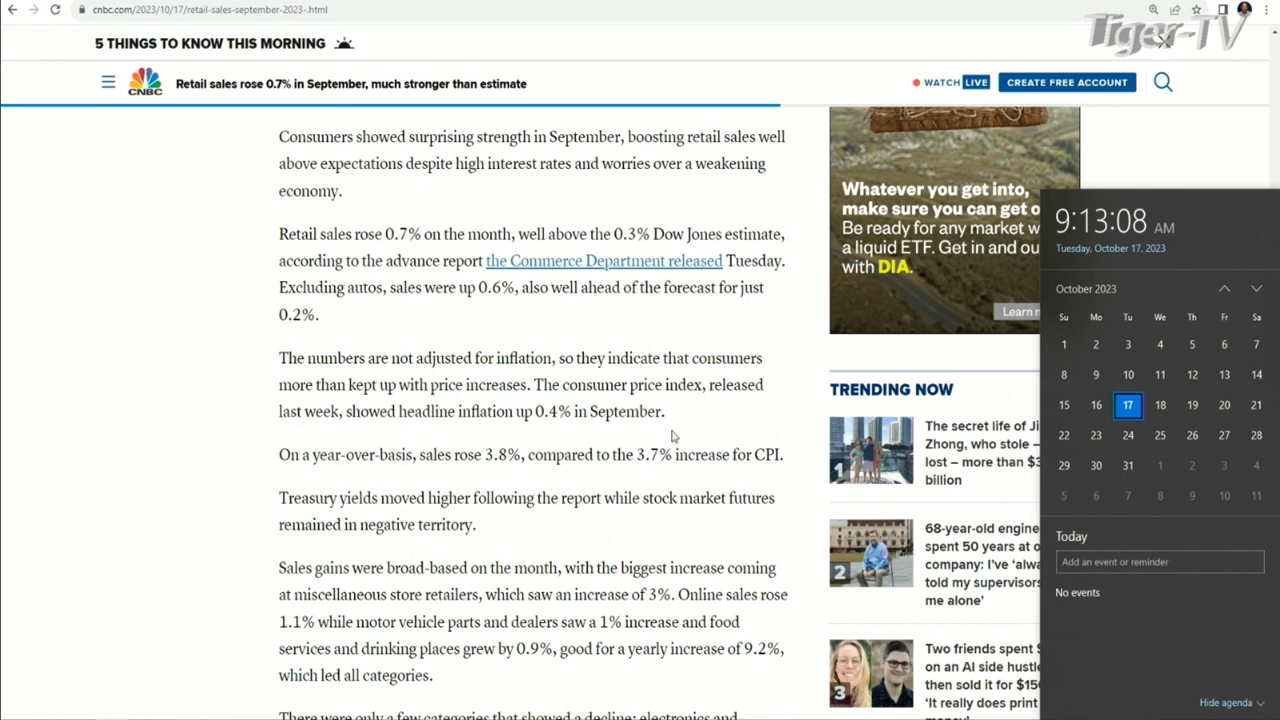 cnbc.com/2023/10/17/retail-sales-september-2023-.html
Tiger-TV
5 THINGS TO KNOW THIS MORNING
CNBC
Retail sales rose 0.7% in September, much stronger than estimate
WATCH LIVE
CREATE FREE ACCOUNT
Consumers showed surprising strength in September, boosting retail sales well
above expectations despite high interest rates and worries over a weakening
economy.
Retail sales rose 0.7% on the month, well above the 0.3% Dow Jones estimate,
according to the advance report the Commerce Department released Tuesday.
Excluding autos, sales were up 0.6%, also well ahead of the forecast for just
0.2%.
The numbers are not adjusted for inflation, so they indicate that consumers
more than kept up with price increases. The consumer price index, released
last week, showed headline inflation up 0.4% in September.
On a year-over-basis, sales rose 3.8%, compared to the 3.7% increase for CPI.
Treasury yields moved higher following the report while stock market futures
remained in negative territory.
Sales gains were broad-based on the month, with the biggest increase coming
at miscellaneous store retailers, which saw an increase of 3%. Online sales rose
1.1% while motor vehicle parts and dealers saw a 1% increase and food
services and drinking places grew by 0.9%, good for a yearly increase of 9.2%,
which led all categories.
There were only a few categories that showed a decline; electronics and
Whatever you get into,
make sure you can get o
Be ready for any market w
a liquid ETF. Get in and ou
with DIA.
Learn
TRENDING NOW
1
The secret life of Ji
Zhong, who stole –
lost – more than $3
billion
2
68-year-old engine
spent 50 years at o
company: I've 'alwa
told my supervisors
me alone'
3
Two friends spent $
on an AI side hustle
then sold it for $150
'It really does print
9:13:08 AM
Tuesday, October 17, 2023
October 2023
Su Mo Tu We Th Fr Sa
1 2 3 4 5 6 7
8 9 10 11 12 13 14
15 16 17 18 19 20 21
22 23 24 25 26 27 28
29 30 31 1 2 3 4
5 6 7 8 9 10 11
Today
Add an event or reminder
No events
Hide agenda